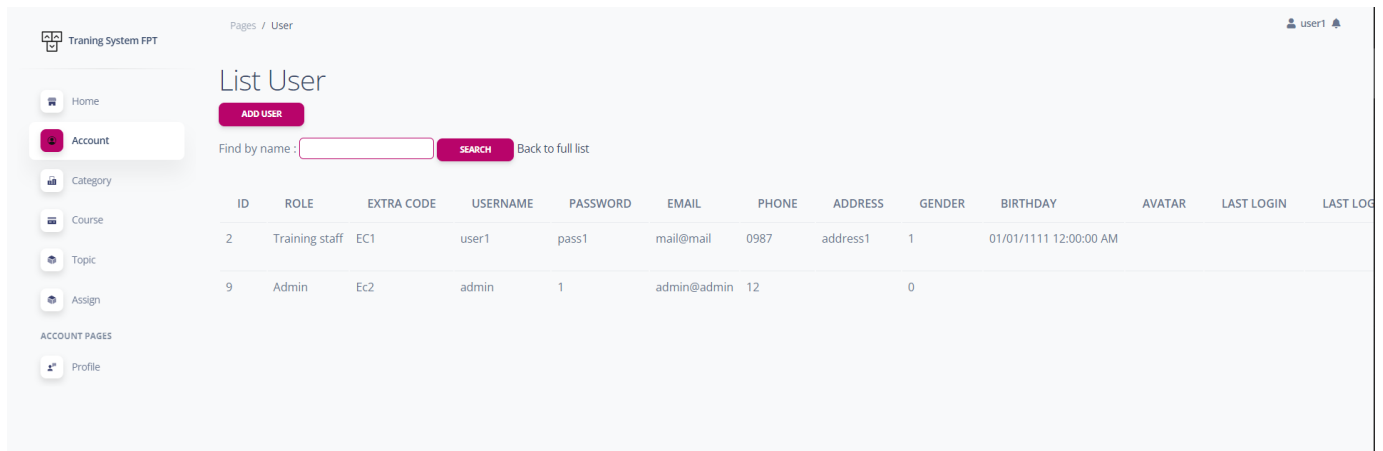 Traning System FPT
Pages / User
user1
Home
Account
Category
Course
Topic
Assign
ACCOUNT PAGES
Profile
List User
ADD USER
Find by name : SEARCH Back to full list
ID ROLE EXTRA CODE USERNAME PASSWORD EMAIL PHONE ADDRESS GENDER BIRTHDAY AVATAR LAST LOGIN LAST LOG
2 Training staff EC1 user1 pass1 mail@mail 0987 address1 1 01/01/1111 12:00:00 AM
9 Admin Ec2 admin 1 admin@admin 12 0